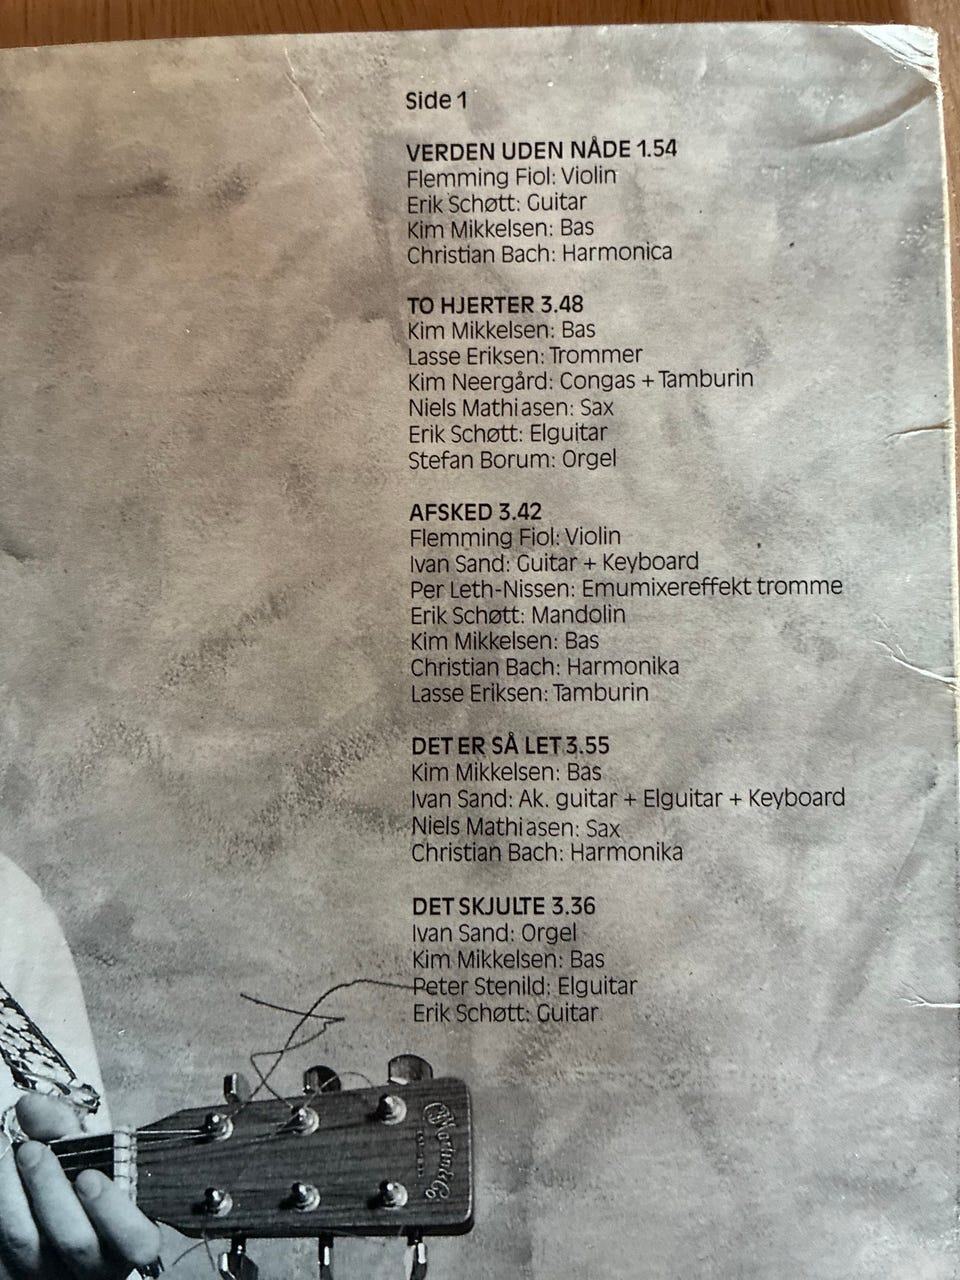 Side 1
VERDEN UDEN NÅDE 1.54
Flemming Fiol: Violin
Erik Schøtt: Guitar
Kim Mikkelsen: Bas
Christian Bach: Harmonica
TO HJERTER 3.48
Kim Mikkelsen: Bas
Lasse Eriksen: Trommer
Kim Neergård: Congas + Tamburin
Niels Mathiasen: Sax
Erik Schøtt: Elguitar
Stefan Borum: Orgel
AFSKED 3.42
Flemming Fiol: Violin
Ivan Sand: Guitar + Keyboard
Per Leth-Nissen: Emumixereffekt tromme
Erik Schøtt: Mandolin
Kim Mikkelsen: Bas
Christian Bach: Harmonika
Lasse Eriksen: Tamburin
DET ER SÅ LET 3.55
Kim Mikkelsen: Bas
Ivan Sand: Ak. guitar + Elguitar + Keyboard
Niels Mathiasen: Sax
Christian Bach: Harmonika
DET SKJULTE 3.36
Ivan Sand: Orgel
Kim Mikkelsen: Bas
Peter Stenild: Elguitar
Erik Schøtt: Guitar
Martin & Co